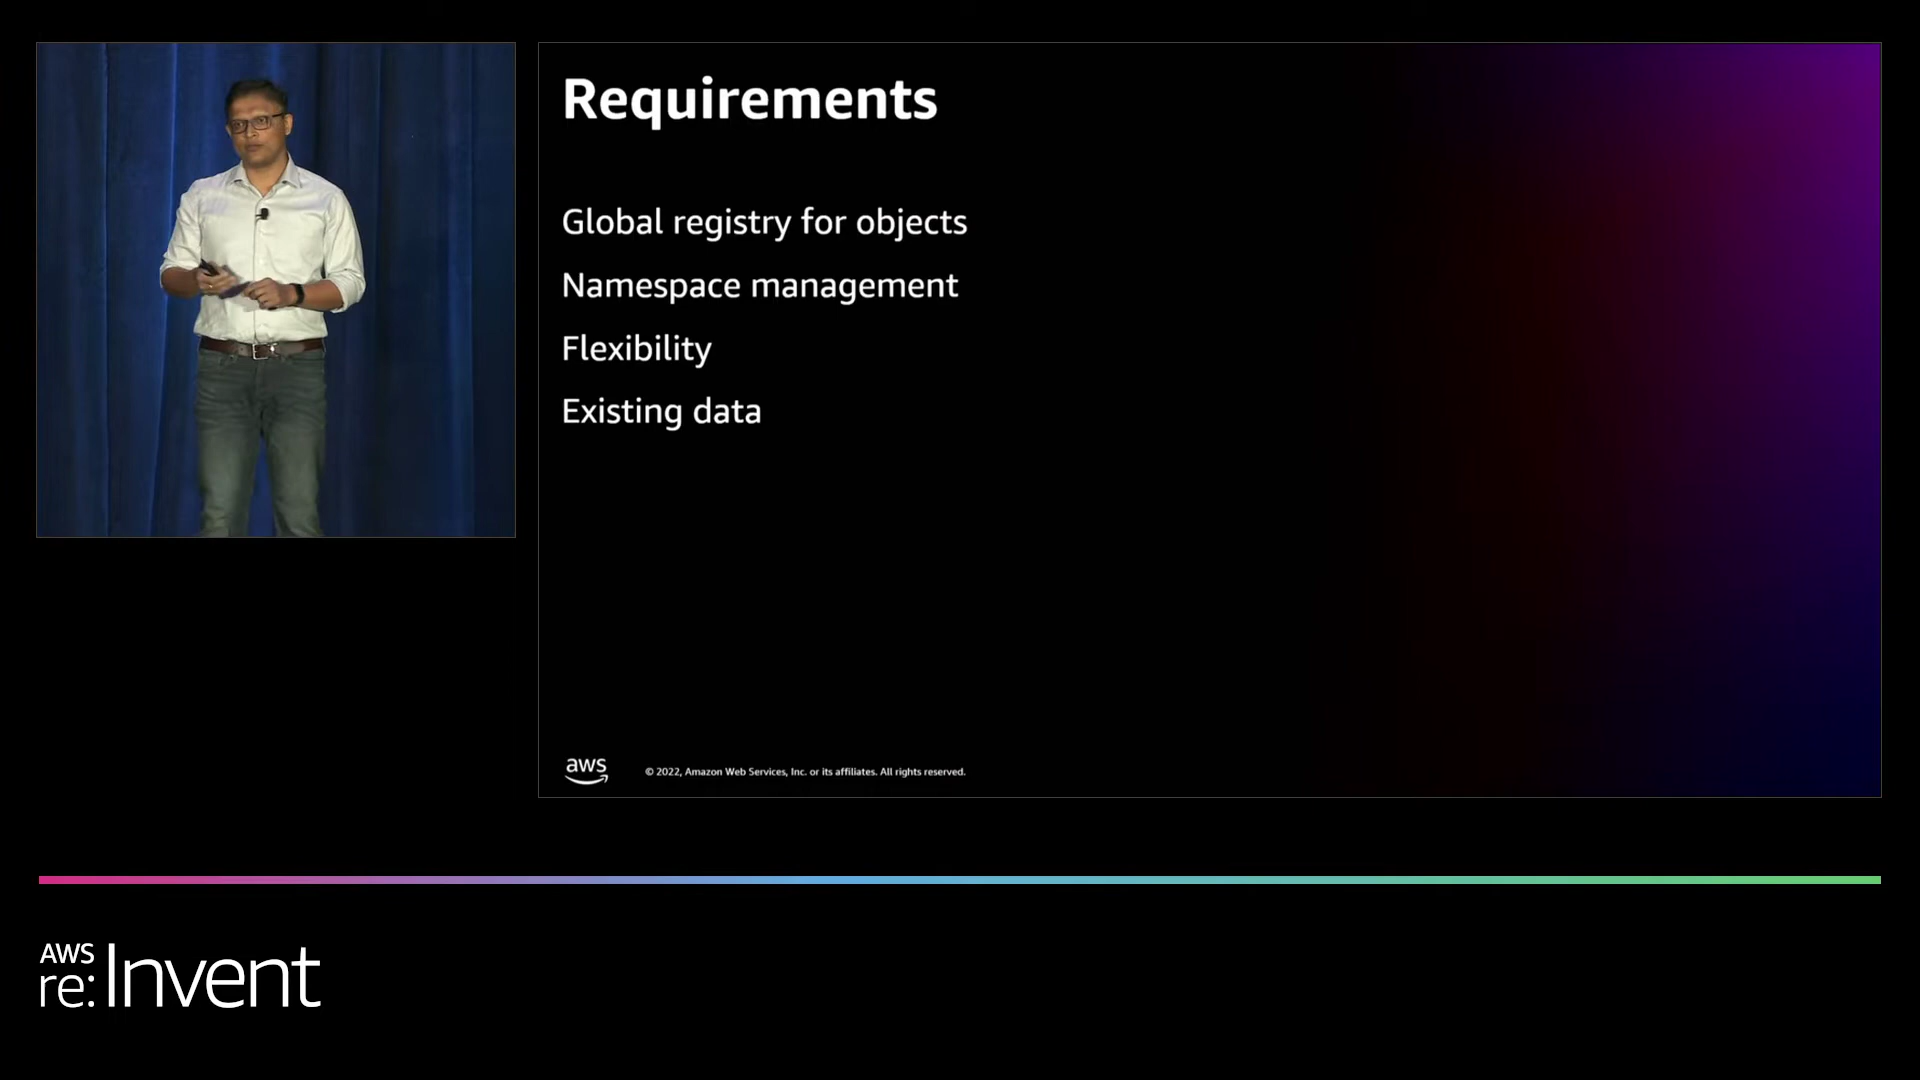 Requirements
Global registry for objects
Namespace management
Flexibility
Existing data
aws
© 2022, Amazon Web Services, Inc. or its affiliates. All rights reserved.
AWS
re:Invent